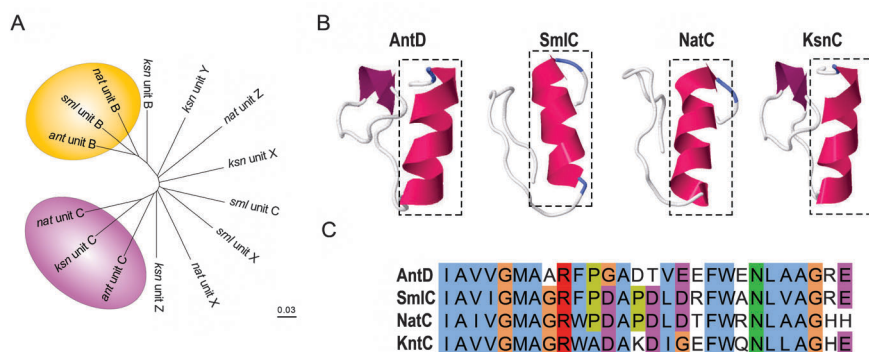 A
nat unit B
sml unit B
ant unit B
ksn unit B
ksn unit Y
nat unit Z
ksn unit X
sml unit C
sml unit X
nat unit X
ksn unit Z
ant unit C
ksn unit C
nat unit C
0.03
B
AntD SmlC NatC KsnC
C
AntD IAVVGMAARFPGADTVEEFWENLAAGRE
SmlC IAVIGMAGRFPDAPDLDRFWANLVAGRE
NatC IAIVGMAGRWPDAPDLDTFWRNLAAGHH
KntC IAVVGMAGRWADAKDIGEFWQNLLAGHE